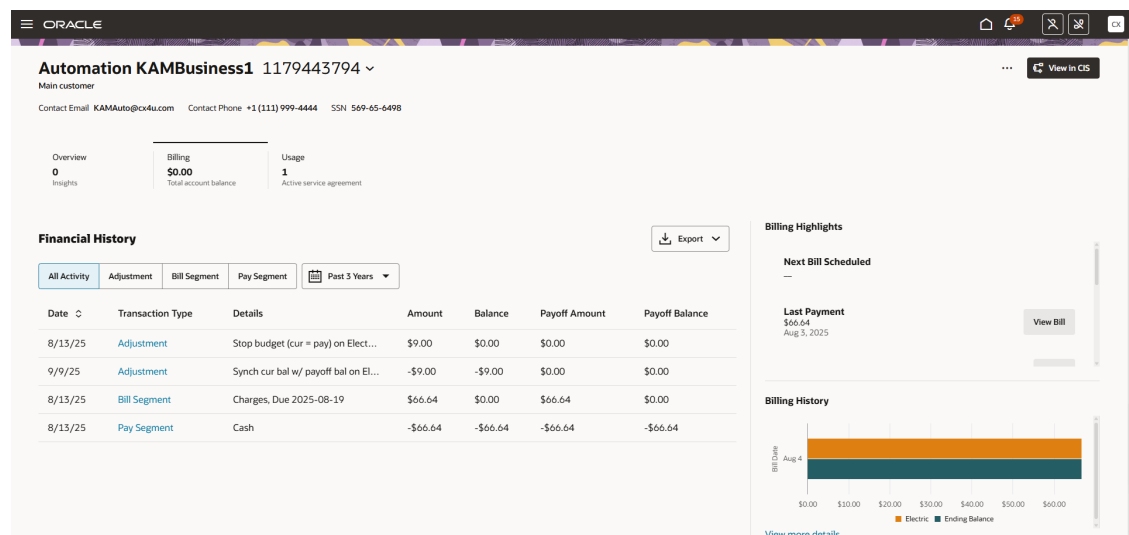 ORACLE
15
CX
Automation KAMBusiness1 1179443794
Main customer
View in CIS
Contact Email KAMAuto@cx4u.com Contact Phone +1 (111) 999-4444 SSN 569-65-6498
Overview
0
Insights
Billing
$0.00
Total account balance
Usage
1
Active service agreement
Financial History
Export
All Activity Adjustment Bill Segment Pay Segment Past 3 Years
Date Transaction Type Details Amount Balance Payoff Amount Payoff Balance
8/13/25 Adjustment Stop budget (cur = pay) on Elect... $9.00 $0.00 $0.00 $0.00
9/9/25 Adjustment Synch cur bal w/ payoff bal on El... -$9.00 -$9.00 $0.00 $0.00
8/13/25 Bill Segment Charges, Due 2025-08-19 $66.64 $0.00 $66.64 $0.00
8/13/25 Pay Segment Cash -$66.64 -$66.64 -$66.64 -$66.64
Billing Highlights
Next Bill Scheduled
—
Last Payment
$66.64
Aug 3, 2025
View Bill
Billing History
Bill Date
Aug 4
$0.00 $10.00 $20.00 $30.00 $40.00 $50.00 $60.00
Electric Ending Balance
View more details